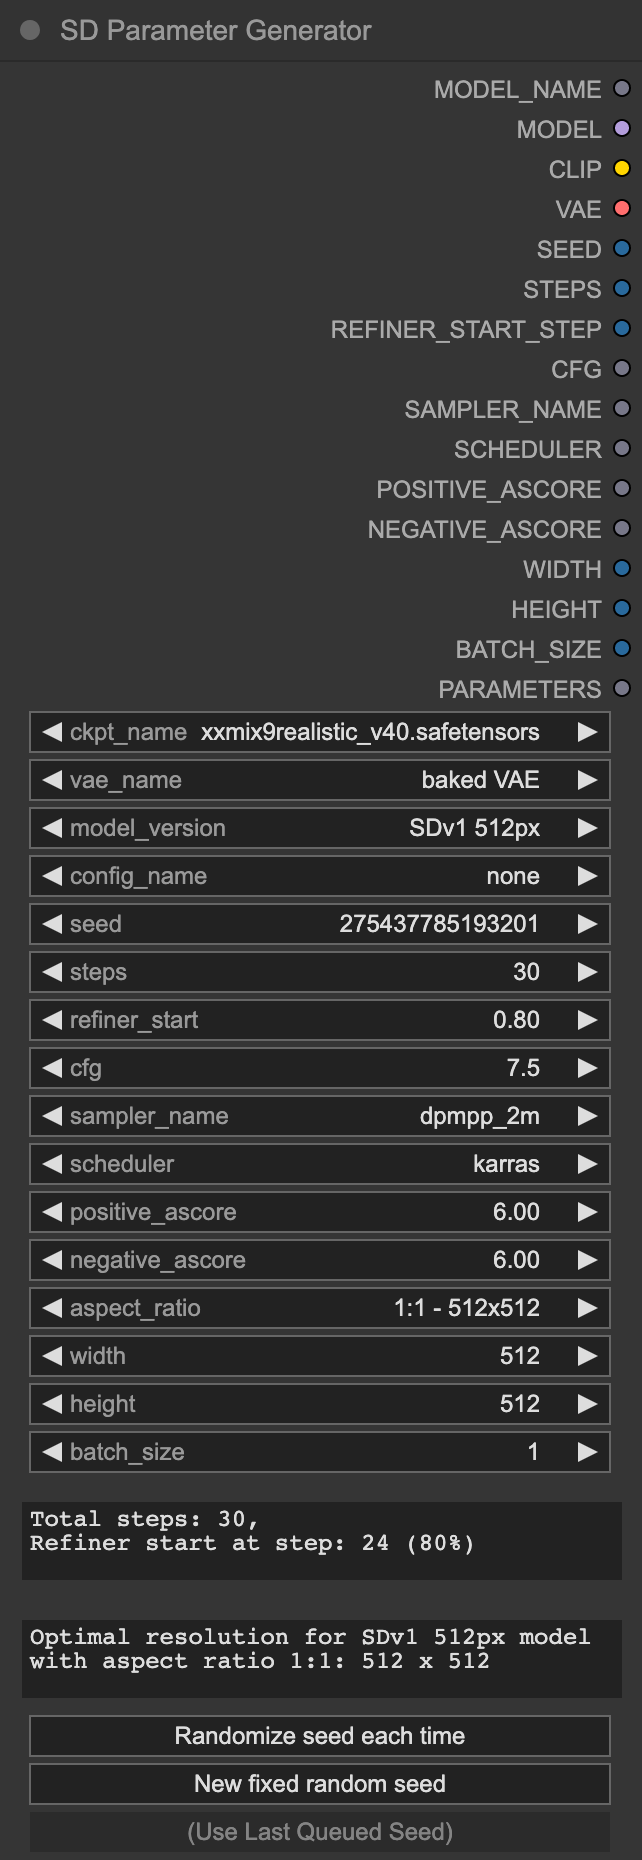 SD Parameter Generator
MODEL_NAME
MODEL
CLIP
VAE
SEED
STEPS
REFINER_START_STEP
CFG
SAMPLER_NAME
SCHEDULER
POSITIVE_ASCORE
NEGATIVE_ASCORE
WIDTH
HEIGHT
BATCH_SIZE
PARAMETERS
ckpt_name xxmix9realistic_v40.safetensors
vae_name baked VAE
model_version SDv1 512px
config_name none
seed 275437785193201
steps 30
refiner_start 0.80
cfg 7.5
sampler_name dpmpp_2m
scheduler karras
positive_ascore 6.00
negative_ascore 6.00
aspect_ratio 1:1 - 512x512
width 512
height 512
batch_size 1
Total steps: 30,
Refiner start at step: 24 (80%)
Optimal resolution for SDv1 512px model
with aspect ratio 1:1: 512 x 512
Randomize seed each time
New fixed random seed
(Use Last Queued Seed)